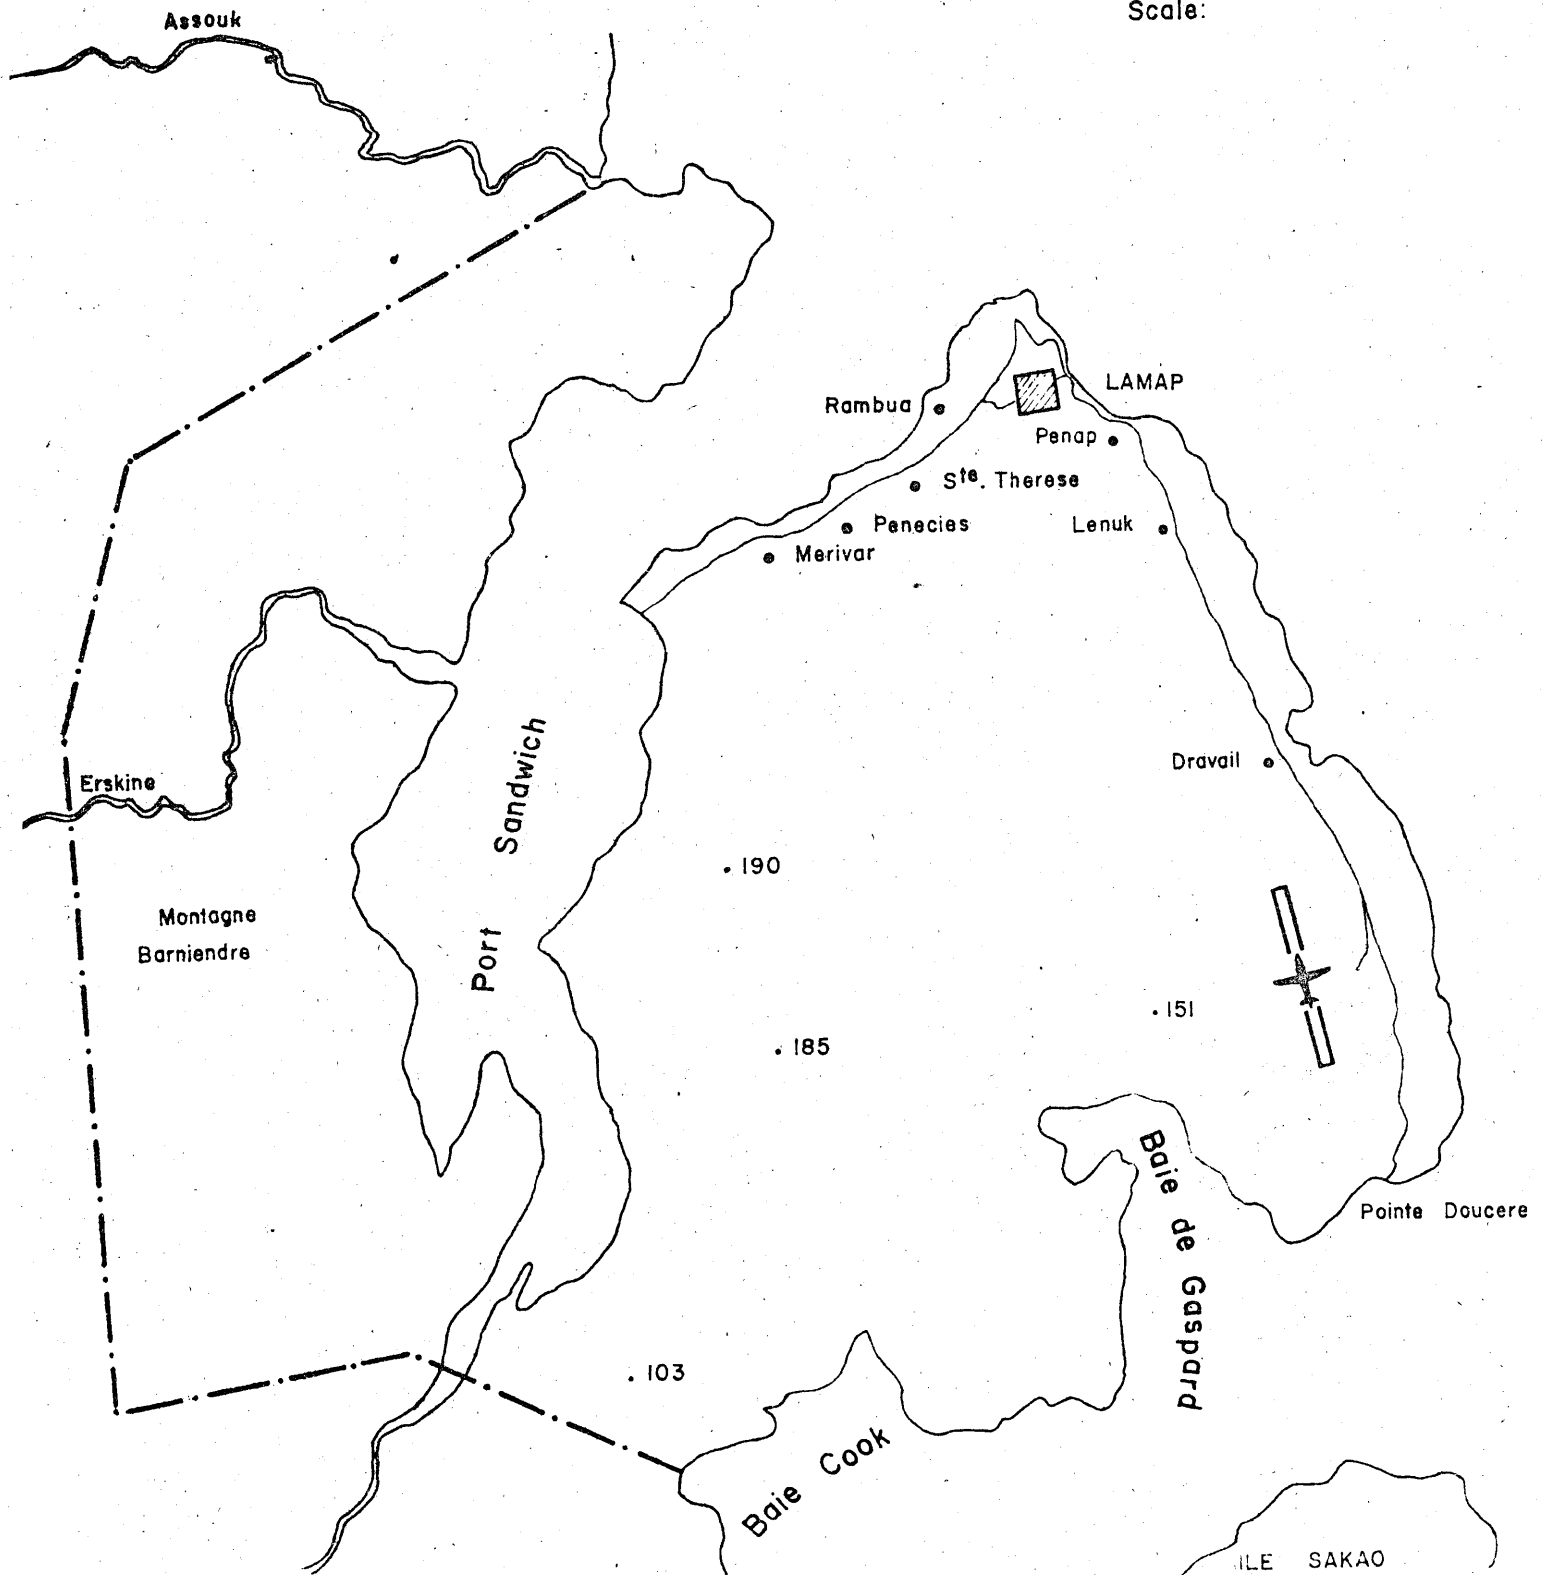 Assouk
Scale:
LAMAP
Rambua
Penap
Ste. Therese
Penecies
Lenuk
Merivar
Dravail
Erskine
Port Sandwich
190
Montagne
Barniendre
151
185
Baie de Gaspard
Pointe Doucere
103
Baie Cook
ILE SAKAO